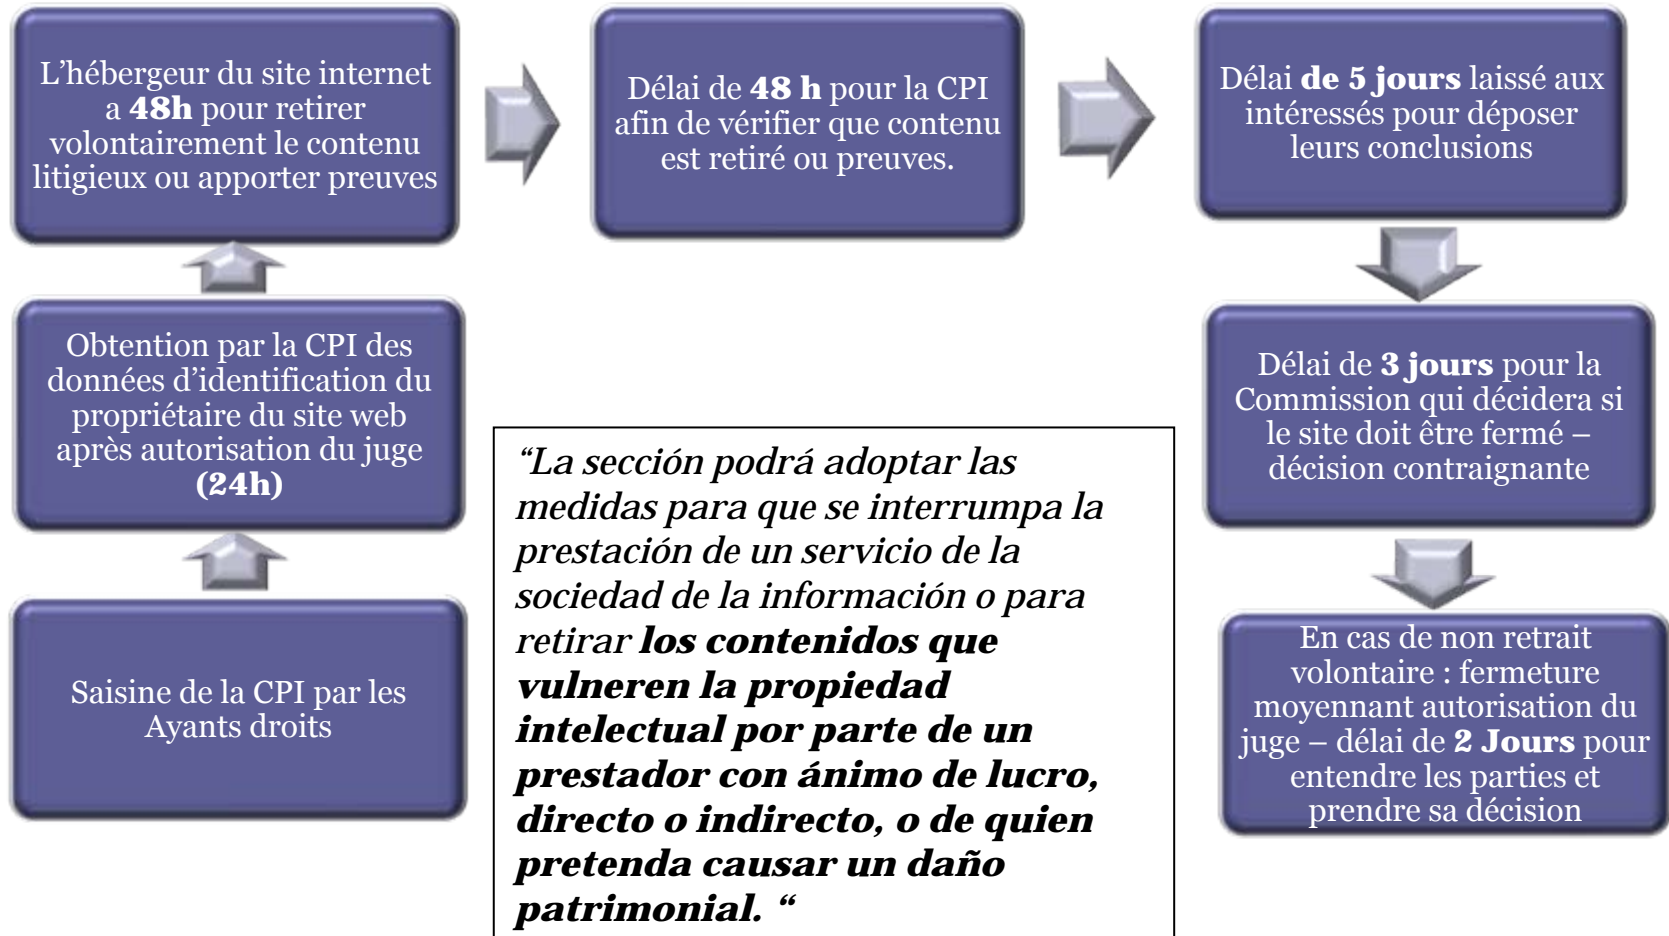 L'hébergeur du site internet
a 48h pour retirer
volontairement le contenu
litigieux ou apporter preuves
Délai de 48 h pour la CPI
afin de vérifier que contenu
est retiré ou preuves.
Délai de 5 jours laissé aux
intéressés pour déposer
leurs conclusions
Obtention par la CPI des
données d'identification du
propriétaire du site web
après autorisation du juge
(24h)
Délai de 3 jours pour la
Commission qui décidera si
le site doit être fermé –
décision contraignante
Saisine de la CPI par les
Ayants droits
“La sección podrá adoptar las
medidas para que se interrumpa la
prestación de un servicio de la
sociedad de la información o para
retirar los contenidos que
vulneren la propiedad
intelectual por parte de un
prestador con ánimo de lucro,
directo o indirecto, o de quien
pretenda causar un daño
patrimonial. “
En cas de non retrait
volontaire : fermeture
moyennant autorisation du
juge – délai de 2 Jours pour
entendre les parties et
prendre sa décision